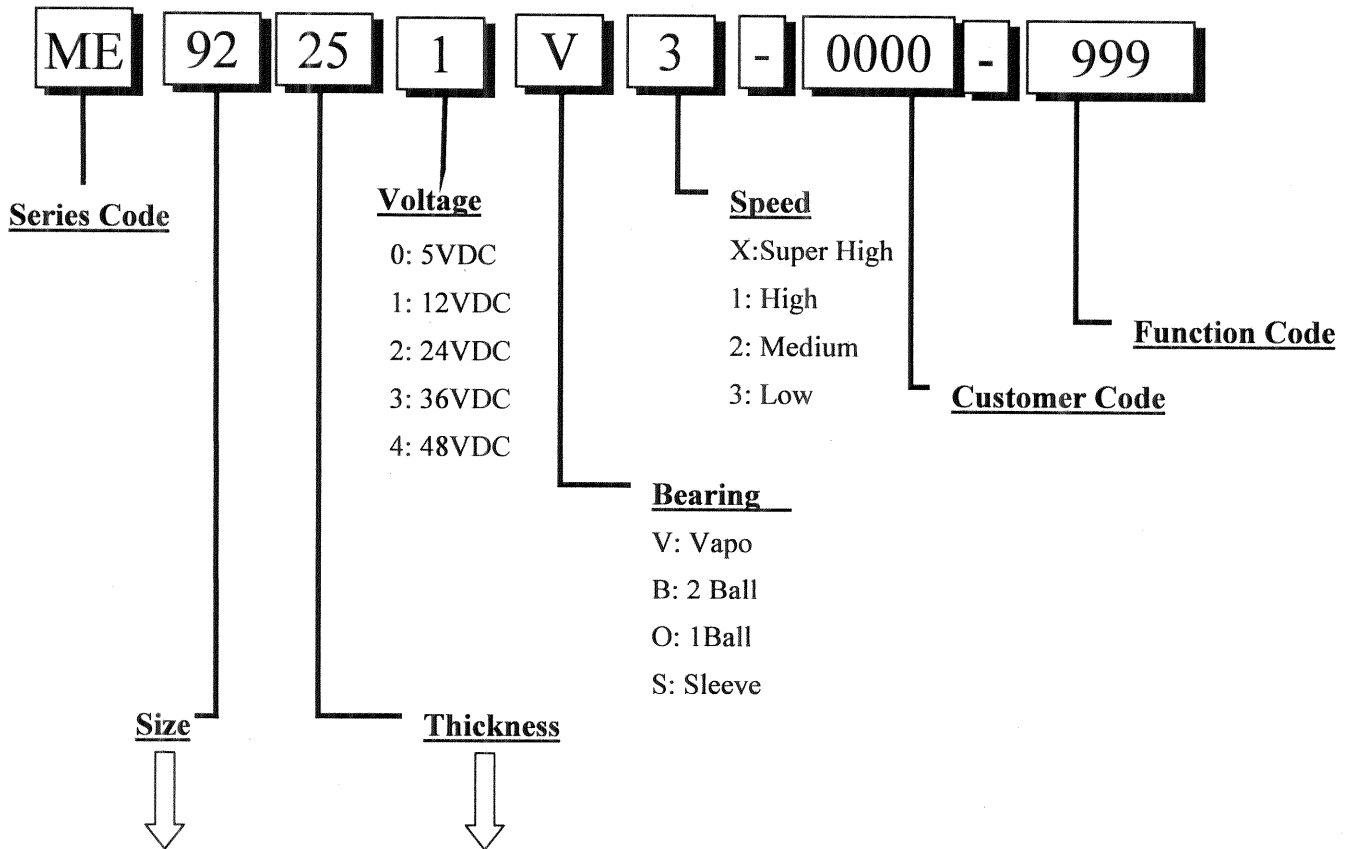 ME 92 25 1 V 3 - 0000 - 999
Series Code
Voltage
0: 5VDC
1: 12VDC
2: 24VDC
3: 36VDC
4: 48VDC
Speed
X:Super High
1: High
2: Medium
3: Low
Function Code
Customer Code
Bearing
V: Vapo
B: 2 Ball
O: 1Ball
S: Sleeve
Size
Thickness